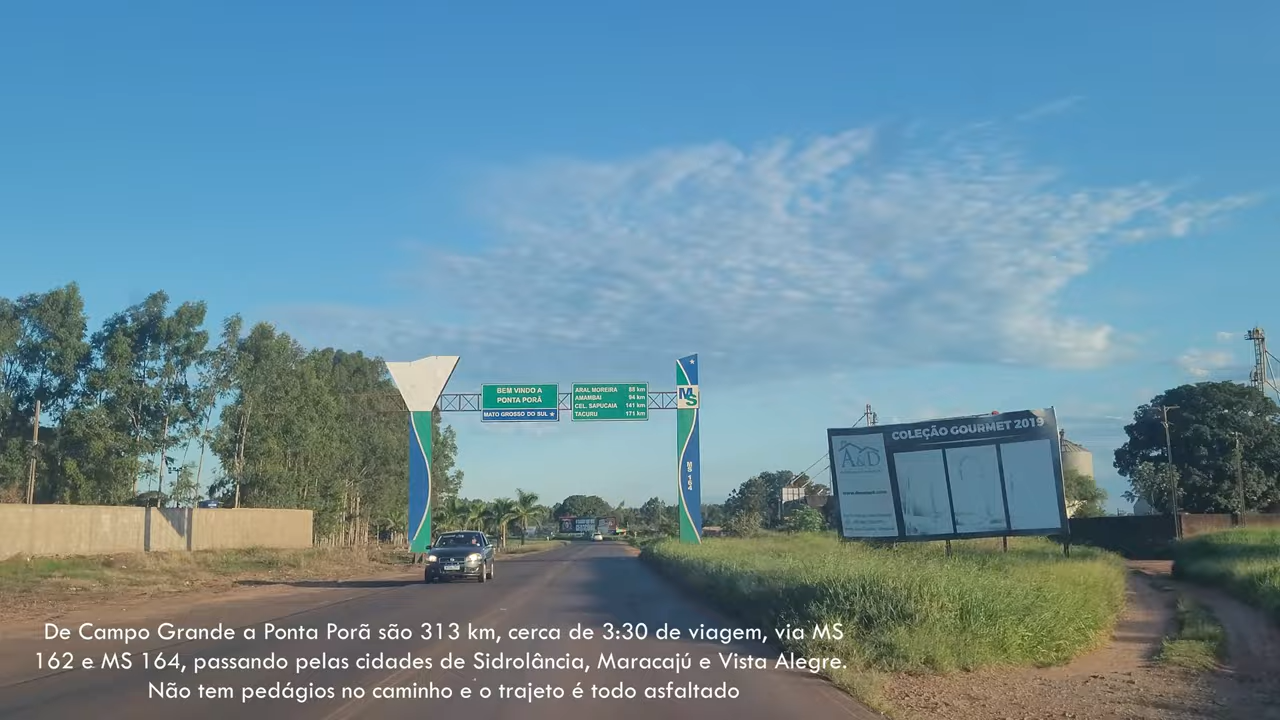 BEM VINDO A
PONTA PORÃ
MATO GROSSO DO SUL
ARAL MOREIRA 88 km
AMAMBAI 94 km
CEL. SAPUCAIA 141 km
TACURU 171 km
MS
MS 164
COLEÇÃO GOURMET 2019
A&D
De Campo Grande a Ponta Porã são 313 km, cerca de 3:30 de viagem, via MS
162 e MS 164, passando pelas cidades de Sidrolância, Maracajú e Vista Alegre.
Não tem pedágios no caminho e o trajeto é todo asfaltado